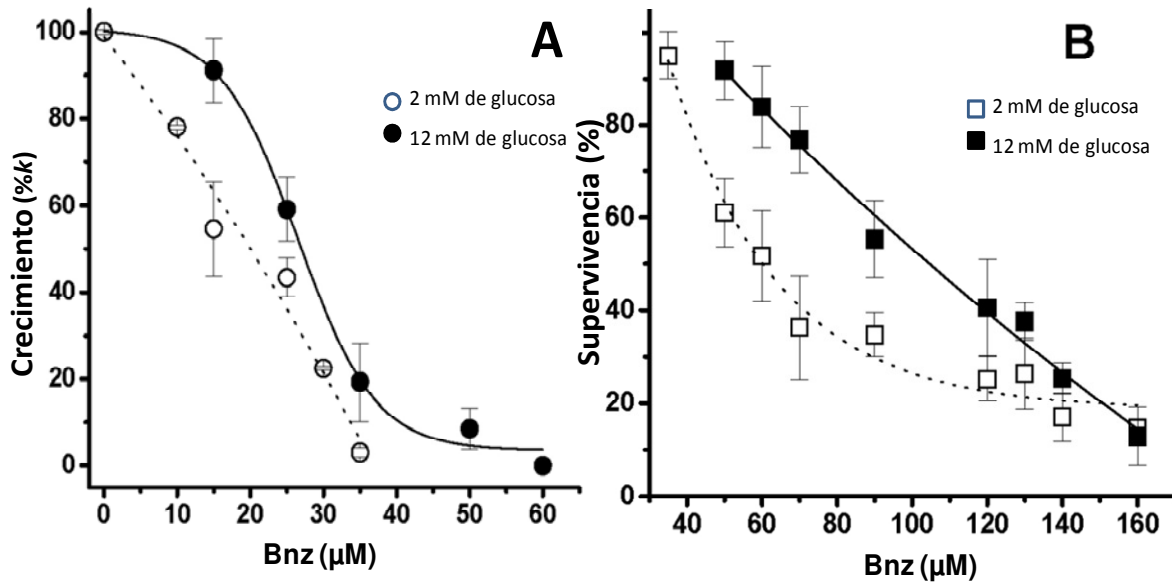 A
Crecimiento (%k)
100
80
60
40
20
0
2 mM de glucosa
12 mM de glucosa
0 10 20 30 40 50 60
Bnz (µM)
B
Supervivencia (%)
80
60
40
20
0
2 mM de glucosa
12 mM de glucosa
40 60 80 100 120 140 160
Bnz (µM)